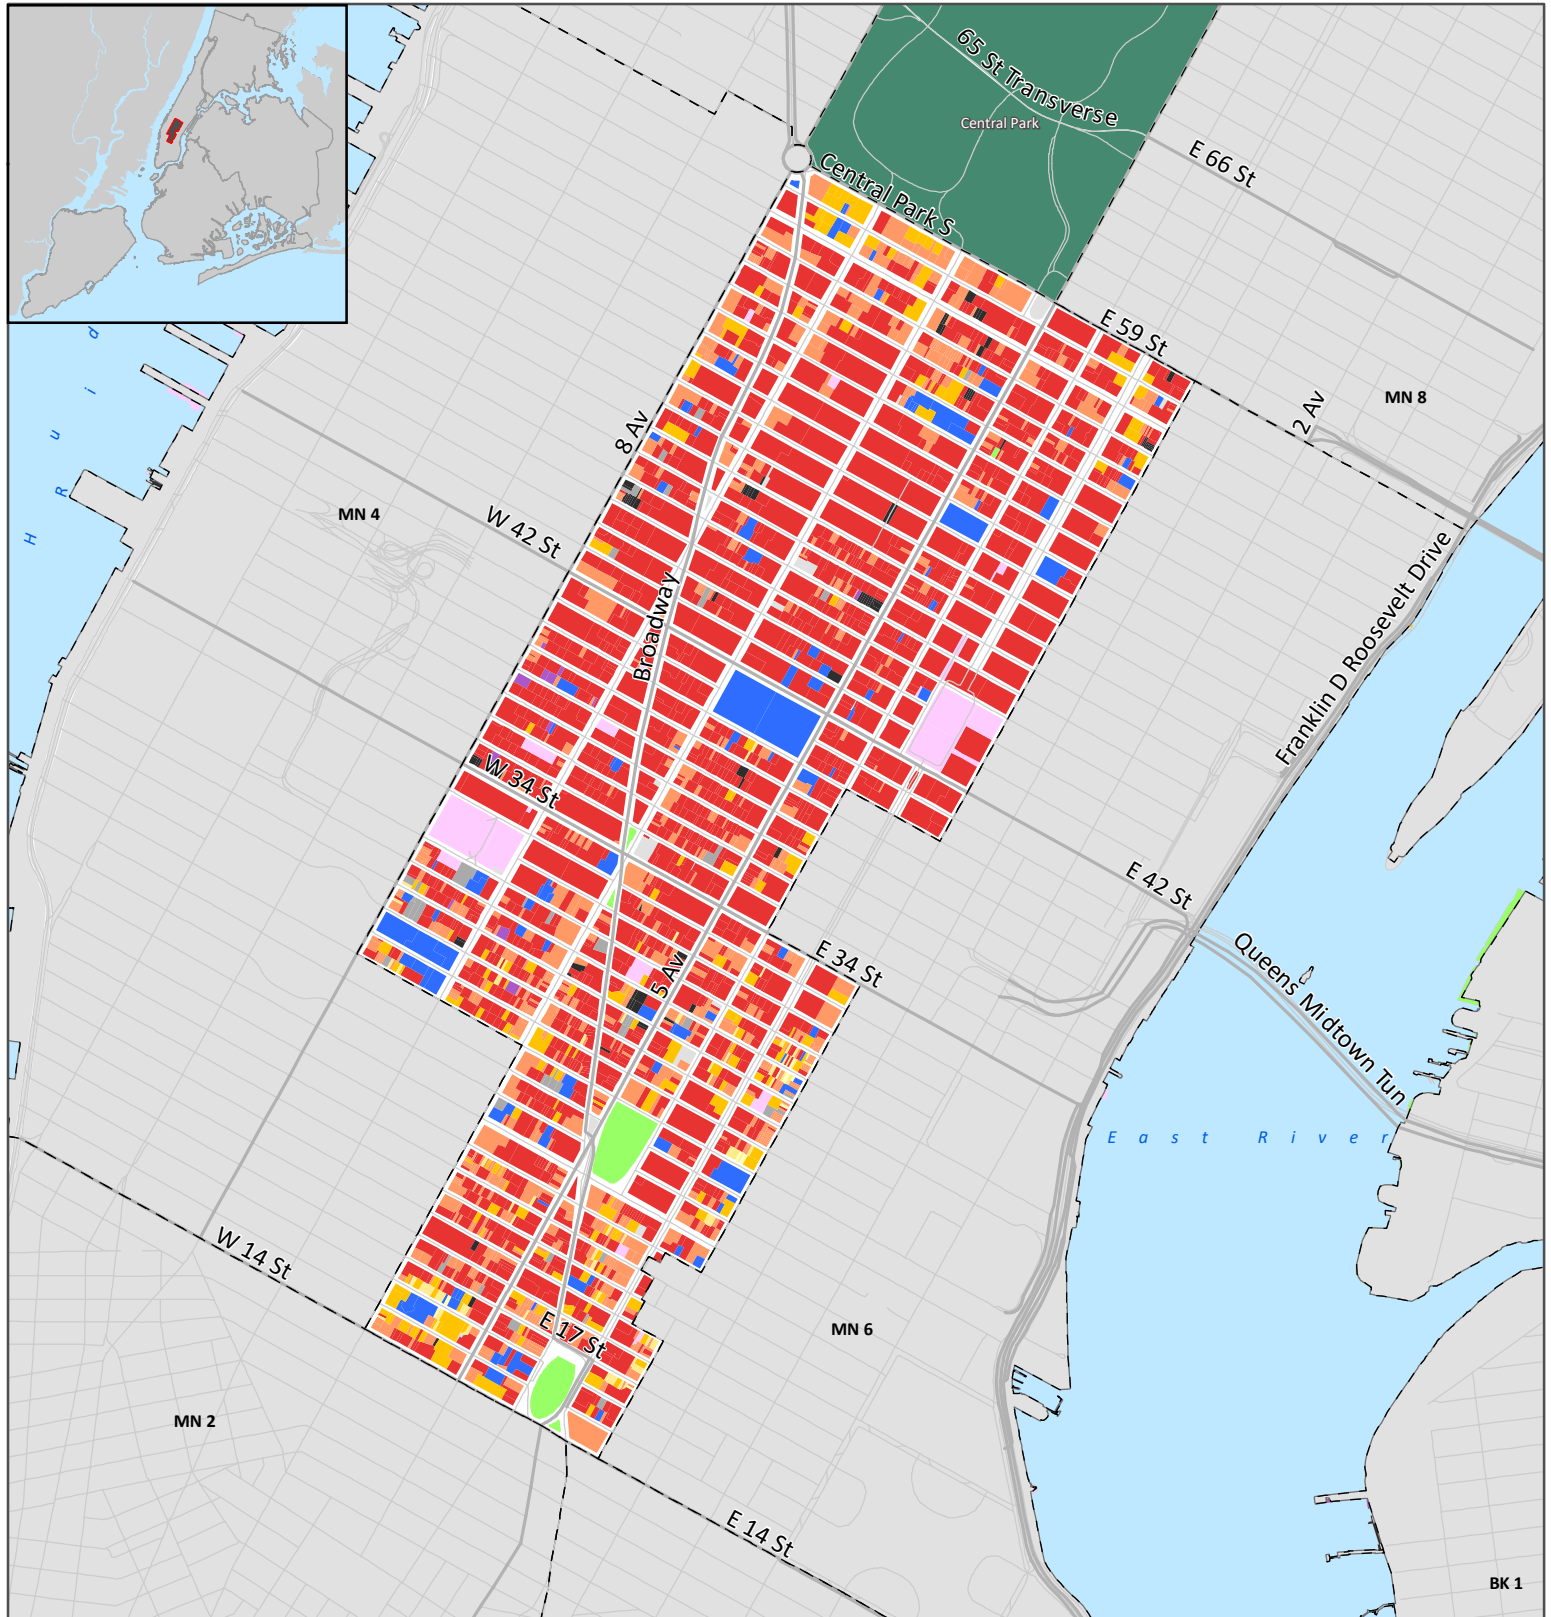 65 St Transverse
Central Park
E 66 St
Central Park S
E 59 St
2 Av
MN 8
8 Av
H u d R i
MN 4
W 42 St
Broadway
Franklin D Roosevelt Drive
W 34 St
E 42 St
E 34 St
Queens Midtown Tun
5 Av
East River
W 14 St
E 17 St
MN 6
MN 2
E 14 St
BK 1